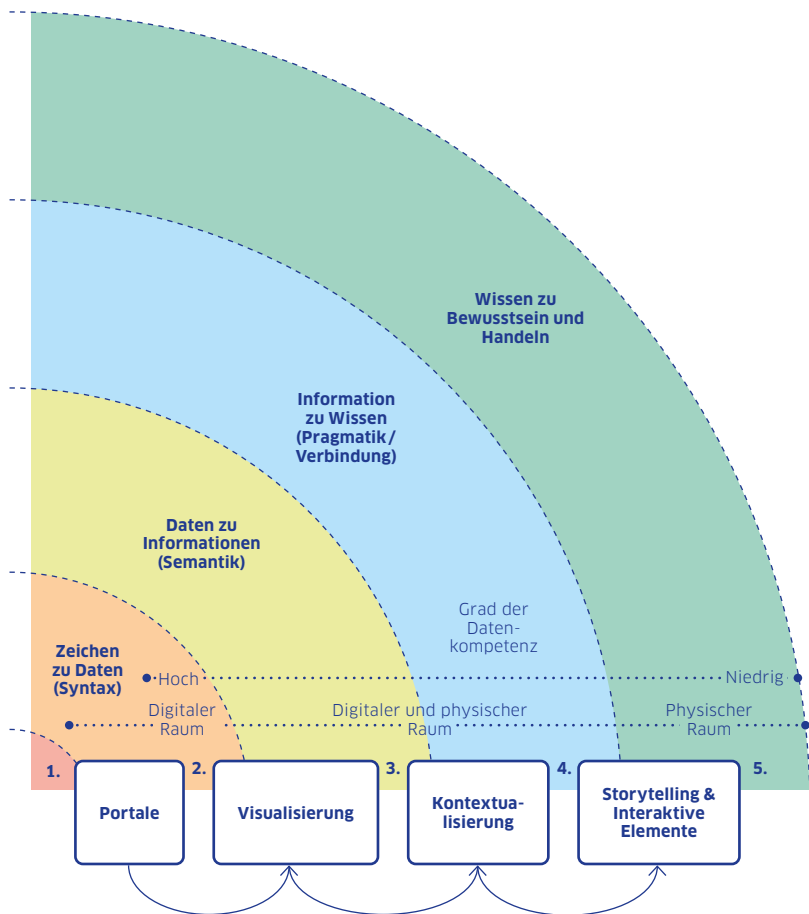 Wissen zu
Bewusstsein und
Handeln
Information
zu Wissen
(Pragmatik /
Verbindung)
Daten zu
Informationen
(Semantik)
Grad der
Daten-
kompetenz
Zeichen
zu Daten
(Syntax)
Hoch
Niedrig
Digitaler
Raum
Digitaler und physischer
Raum
Physischer
Raum
1.
2.
3.
4.
5.
Portale
Visualisierung
Kontextua-
lisierung
Storytelling &
Interaktive
Elemente